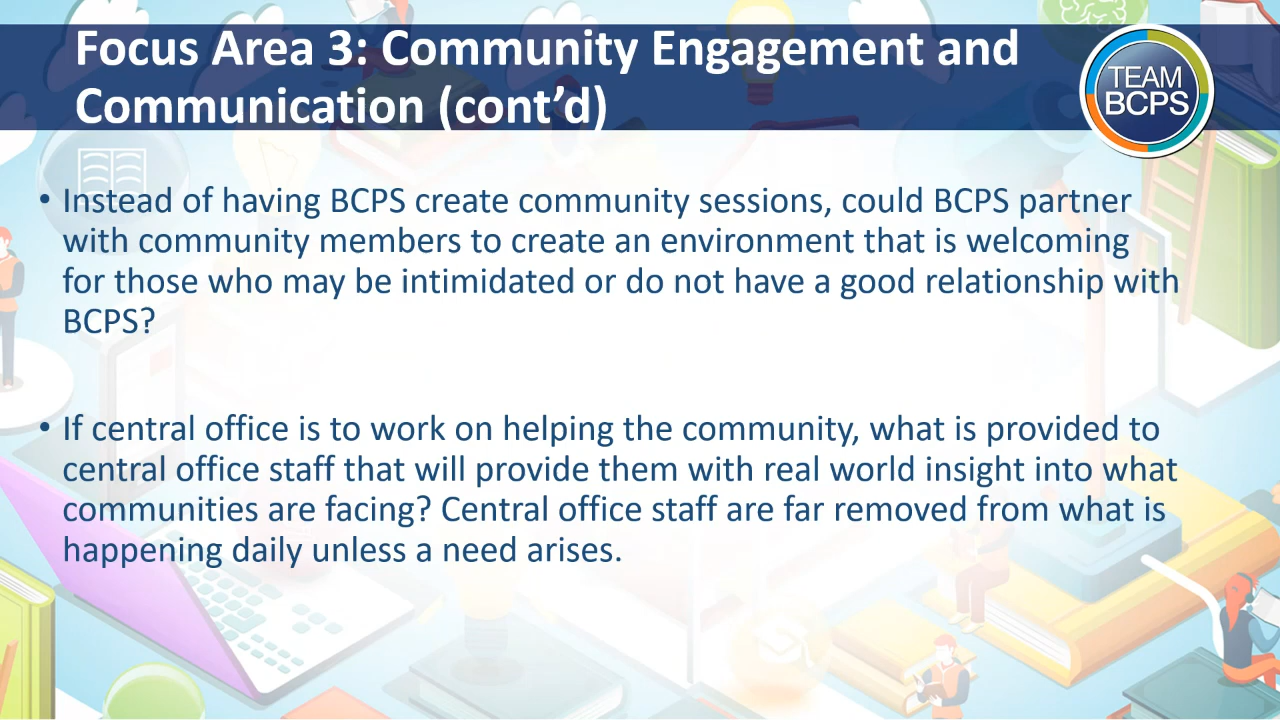 Focus Area 3: Community Engagement and
Communication (cont’d)
TEAM
BCPS
• Instead of having BCPS create community sessions, could BCPS partner
with community members to create an environment that is welcoming
for those who may be intimidated or do not have a good relationship with
BCPS?
• If central office is to work on helping the community, what is provided to
central office staff that will provide them with real world insight into what
communities are facing? Central office staff are far removed from what is
happening daily unless a need arises.